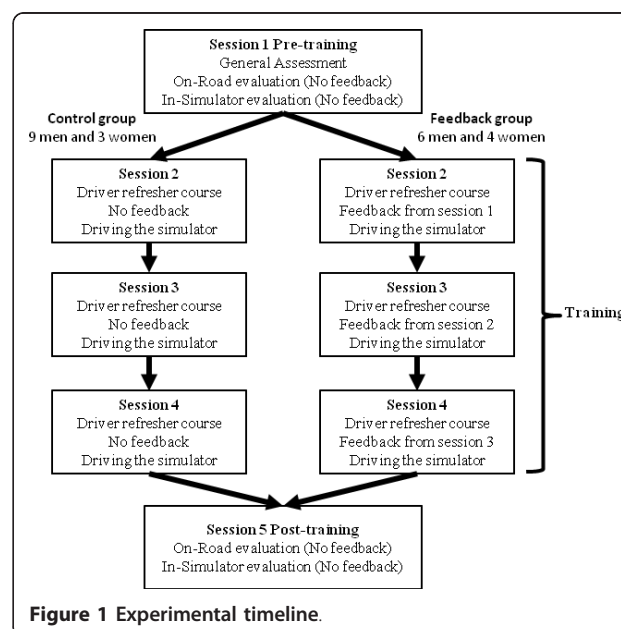 Session 1 Pre-training
General Assessment
On-Road evaluation (No feedback)
In-Simulator evaluation (No feedback)
Control group
9 men and 3 women
Feedback group
6 men and 4 women
Session 2
Driver refresher course
No feedback
Driving the simulator
Session 2
Driver refresher course
Feedback from session 1
Driving the simulator
Session 3
Driver refresher course
No feedback
Driving the simulator
Session 3
Driver refresher course
Feedback from session 2
Driving the simulator
Training
Session 4
Driver refresher course
No feedback
Driving the simulator
Session 4
Driver refresher course
Feedback from session 3
Driving the simulator
Session 5 Post-training
On-Road evaluation (No feedback)
In-Simulator evaluation (No feedback)
Figure 1 Experimental timeline.